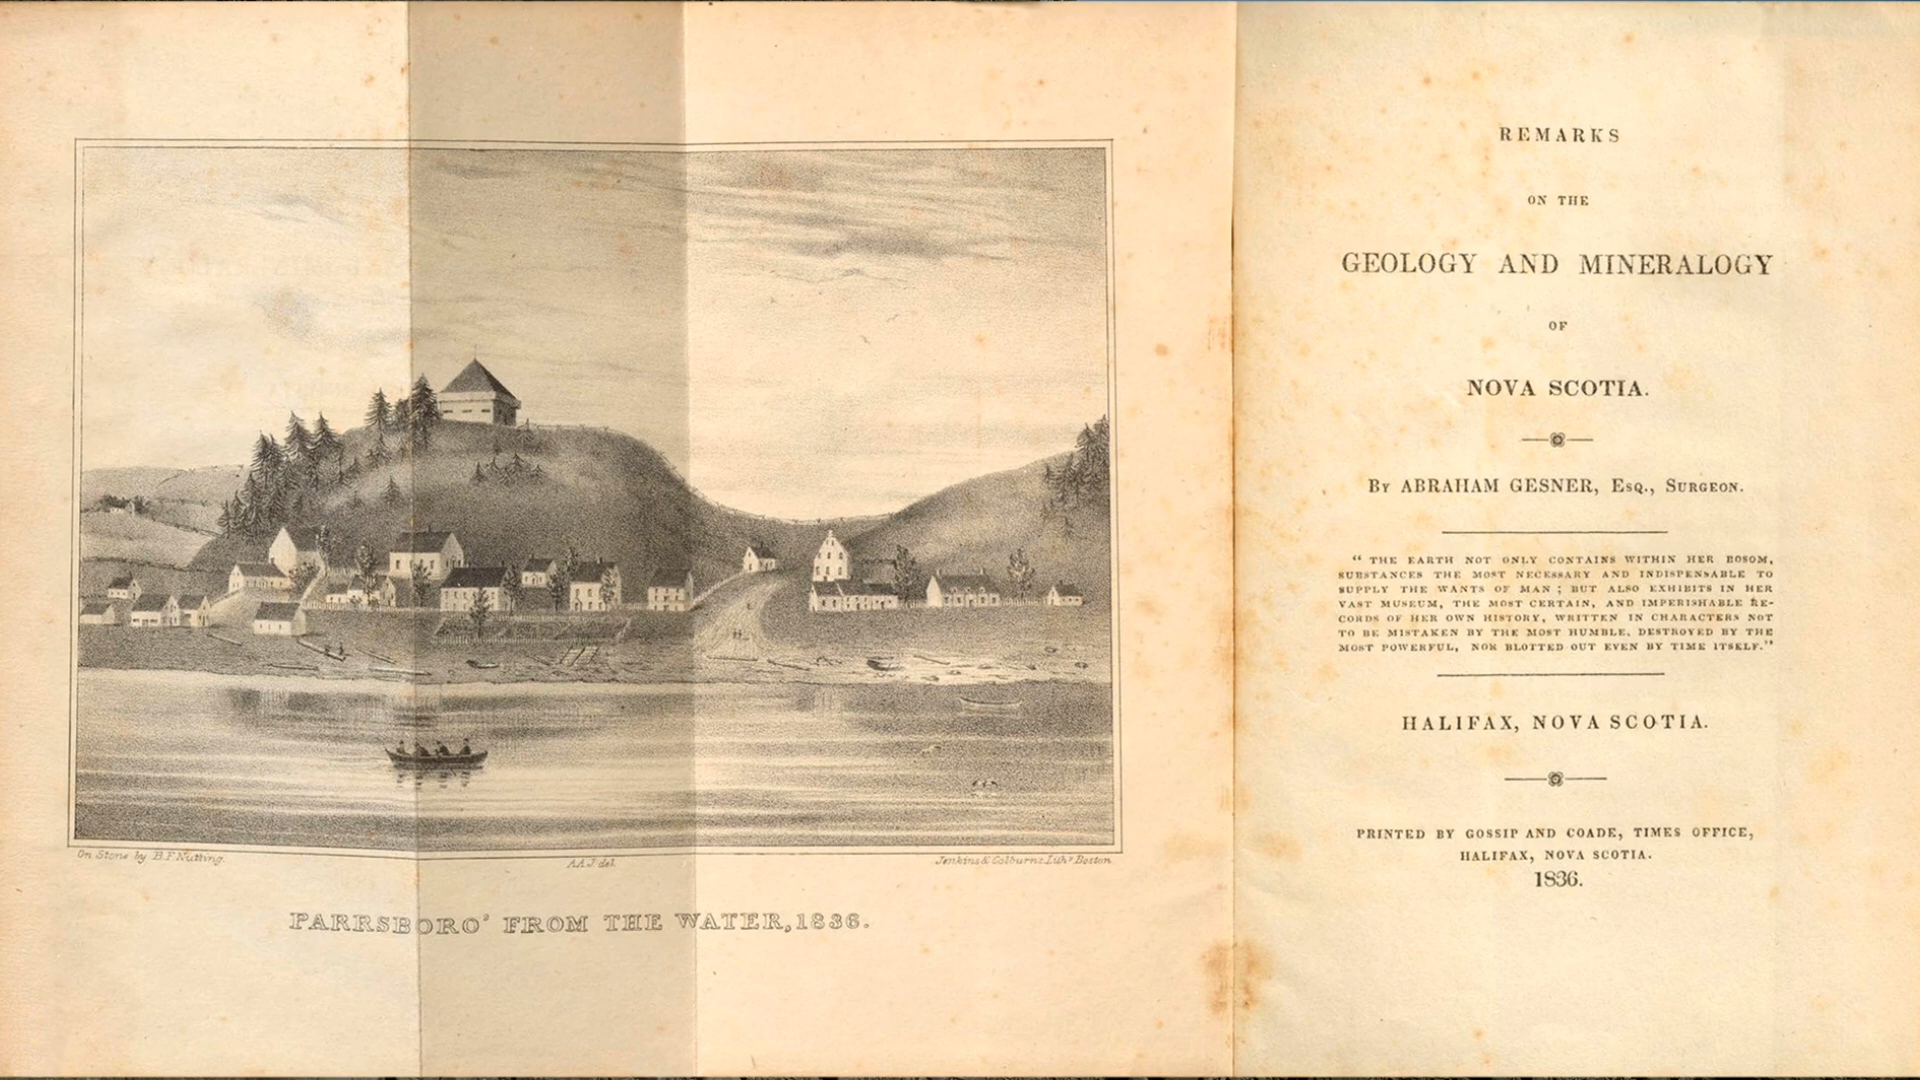 On Stone by B.F. Nutting.
A.A.J. del.
Jenkins & Colburn's Lith.y Boston
PARRSBORO' FROM THE WATER, 1836.
REMARKS
ON THE
GEOLOGY AND MINERALOGY
OF
NOVA SCOTIA.
By ABRAHAM GESNER, Esq., Surgeon.
" THE EARTH NOT ONLY CONTAINS WITHIN HER BOSOM,
SUBSTANCES THE MOST NECESSARY AND INDISPENSABLE TO
SUPPLY THE WANTS OF MAN ; BUT ALSO EXHIBITS IN HER
VAST MUSEUM, THE MOST CERTAIN, AND IMPERISHABLE RE-
CORDS OF HER OWN HISTORY, WRITTEN IN CHARACTERS NOT
TO BE MISTAKEN BY THE MOST HUMBLE, DESTROYED BY THE
MOST POWERFUL, NOR BLOTTED OUT EVEN BY TIME ITSELF."
HALIFAX, NOVA SCOTIA.
PRINTED BY GOSSIP AND COADE, TIMES OFFICE,
HALIFAX, NOVA SCOTIA.
1836.